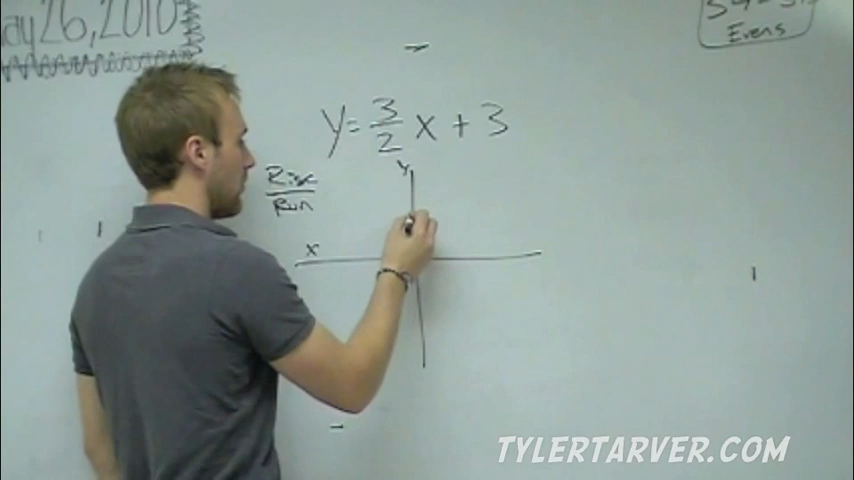 ay 26, 2010
Evens
y = 3/2 x + 3
y
Rise
Run
x
TYLERTARVER.COM